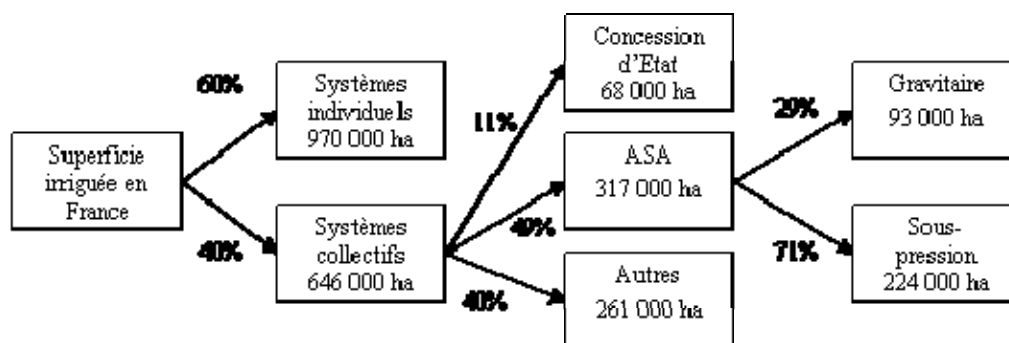 Superficie
irriguée en
France
60%
40%
Systèmes
individuels
970 000 ha
Systèmes
collectifs
646 000 ha
11%
49%
40%
Concession
d'Etat
68 000 ha
ASA
317 000 ha
Autres
261 000 ha
29%
71%
Gravitaire
93 000 ha
Sous-
pression
224 000 ha